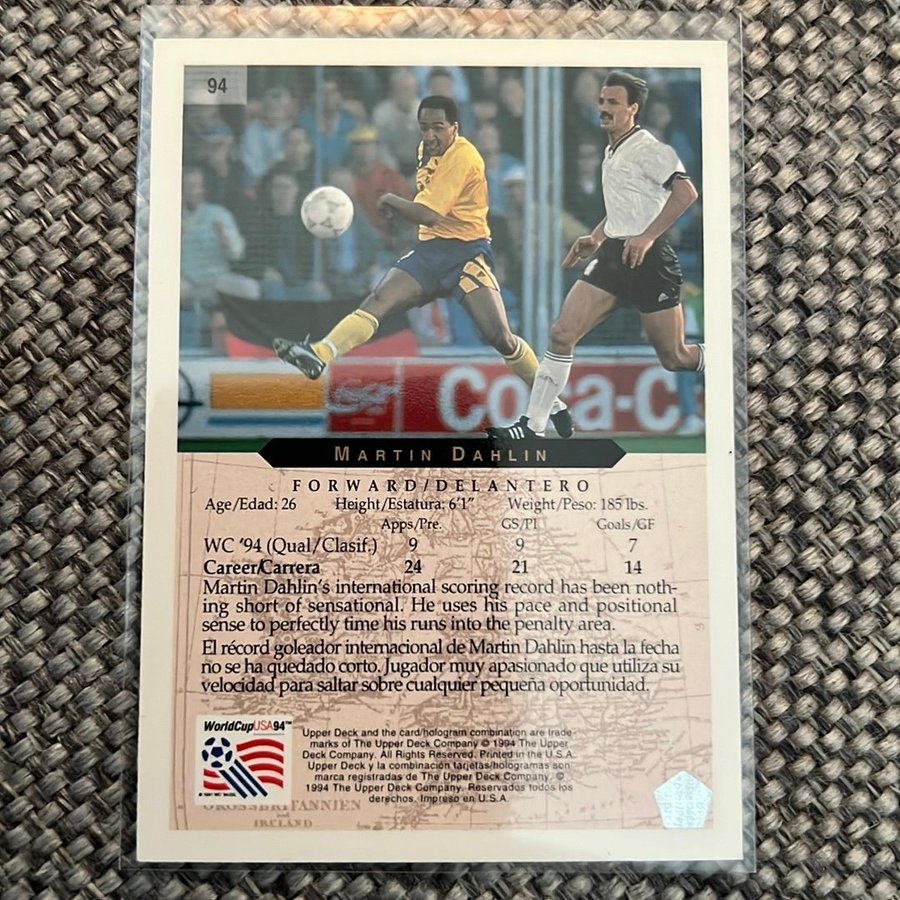 94
Coca-C
MARTIN DAHLIN
FORWARD/DELANTERO
Age/Edad: 26 Height/Estatura: 6'1" Weight/Peso: 185 lbs.
Apps/Pre. GS/PI Goals/GF
WC '94 (Qual/Clasif.) 9 9 7
Career/Carrera 24 21 14
Martin Dahlin's international scoring record has been noth-
ing short of sensational. He uses his pace and positional
sense to perfectly time his runs into the penalty area.
El récord goleador internacional de Martin Dahlin hasta la fecha
no se ha quedado corto. Jugador muy apasionado que utiliza su
velocidad para saltar sobre cualquier pequeña oportunidad.
WorldCupUSA94™
Upper Deck and the card/hologram combination are trade-
marks of The Upper Deck Company © 1994 The Upper
Deck Company. All Rights Reserved. Printed in the U.S.A.
Upper Deck y la combinación tarjetas/hologramas son
marca registradas de The Upper Deck Company. ©
1994 The Upper Deck Company. Reservados todos los
derechos. Impreso en U.S.A.
GROSSBRITANNIEN
IRELAND